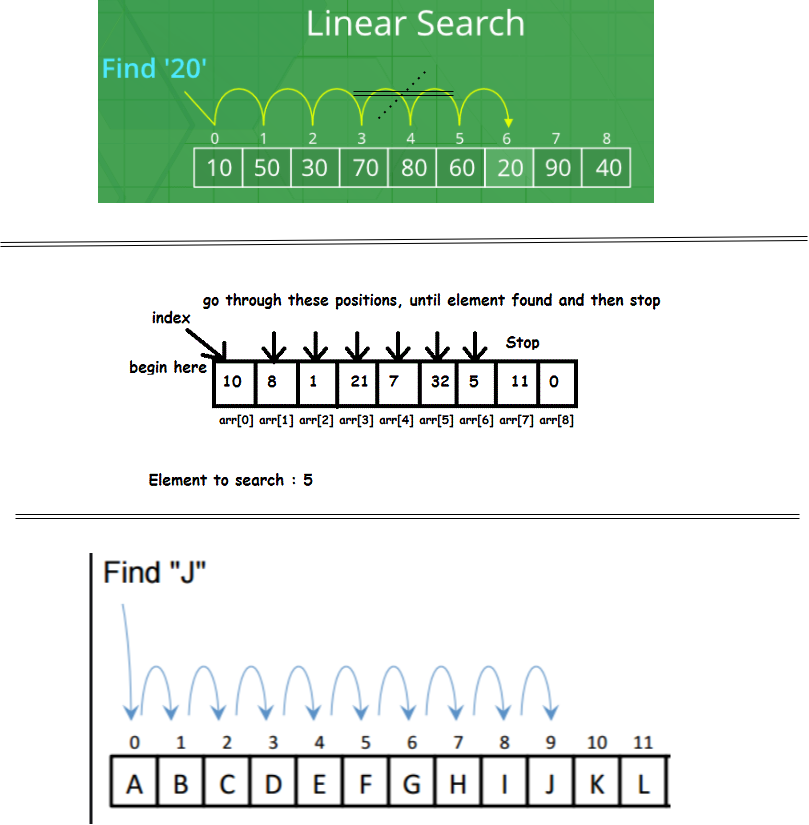 Linear Search
Find '20'
0 1 2 3 4 5 6 7 8
10 50 30 70 80 60 20 90 40
go through these positions, until element found and then stop
index
Stop
begin here
10 8 1 21 7 32 5 11 0
arr[0] arr[1] arr[2] arr[3] arr[4] arr[5] arr[6] arr[7] arr[8]
Element to search : 5
Find "J"
0 1 2 3 4 5 6 7 8 9 10 11
A B C D E F G H I J K L